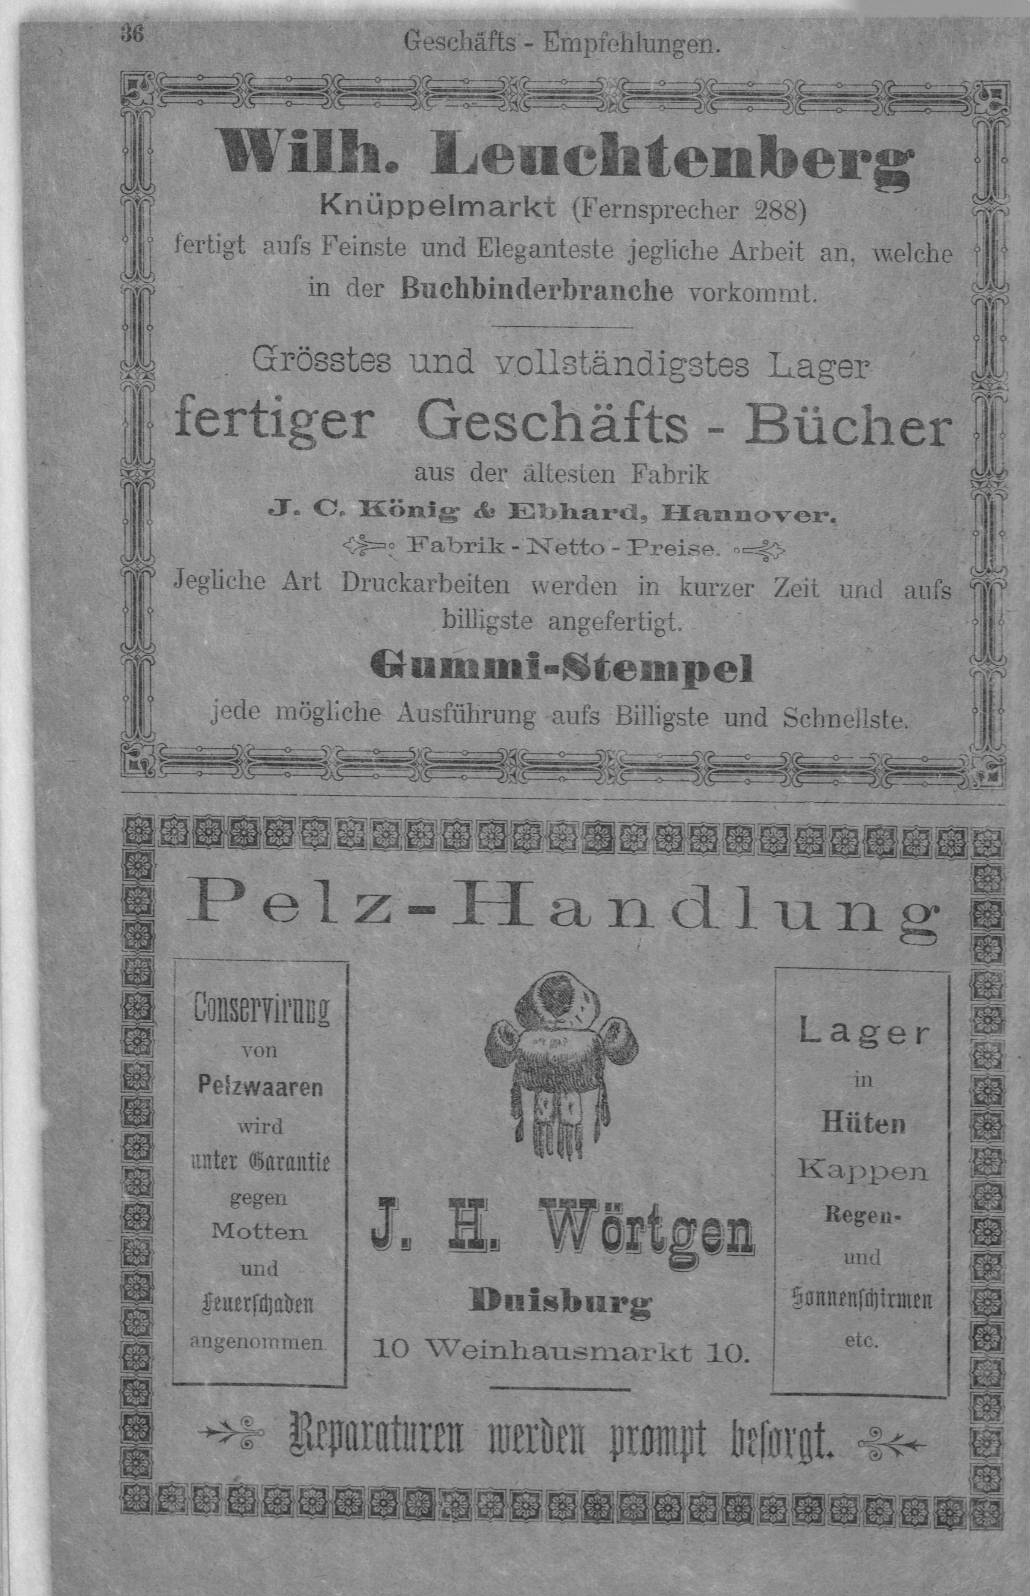 36
Geschäfts - Empfehlungen.
Wilh. Leuchtenberg
Knüppelmarkt (Fernsprecher 288)
fertigt aufs Feinste und Eleganteste jegliche Arbeit an, welche
in der Buchbinderbranche vorkommt.
Grösstes und vollständigstes Lager
fertiger Geschäfts - Bücher
aus der ältesten Fabrik
J. C. König & Ebhard, Hannover.
Fabrik - Netto - Preise.
Jegliche Art Druckarbeiten werden in kurzer Zeit und aufs
billigste angefertigt.
Gummi-Stempel
jede mögliche Ausführung aufs Billigste und Schnellste.
Pelz-Handlung
Conservirung
von
Pelzwaaren
wird
unter Garantie
gegen
Motten
und
Feuerschaden
angenommen
J. H. Wörtgen
Duisburg
10 Weinhausmarkt 10.
Lager
in
Hüten
Kappen
Regen-
und
Sonnenschirmen
etc.
Reparaturen werden prompt besorgt.